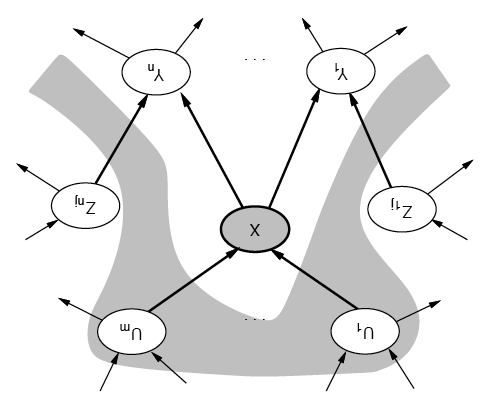 U1 ... Um
Z1j X Znj
Y1 ... Yn